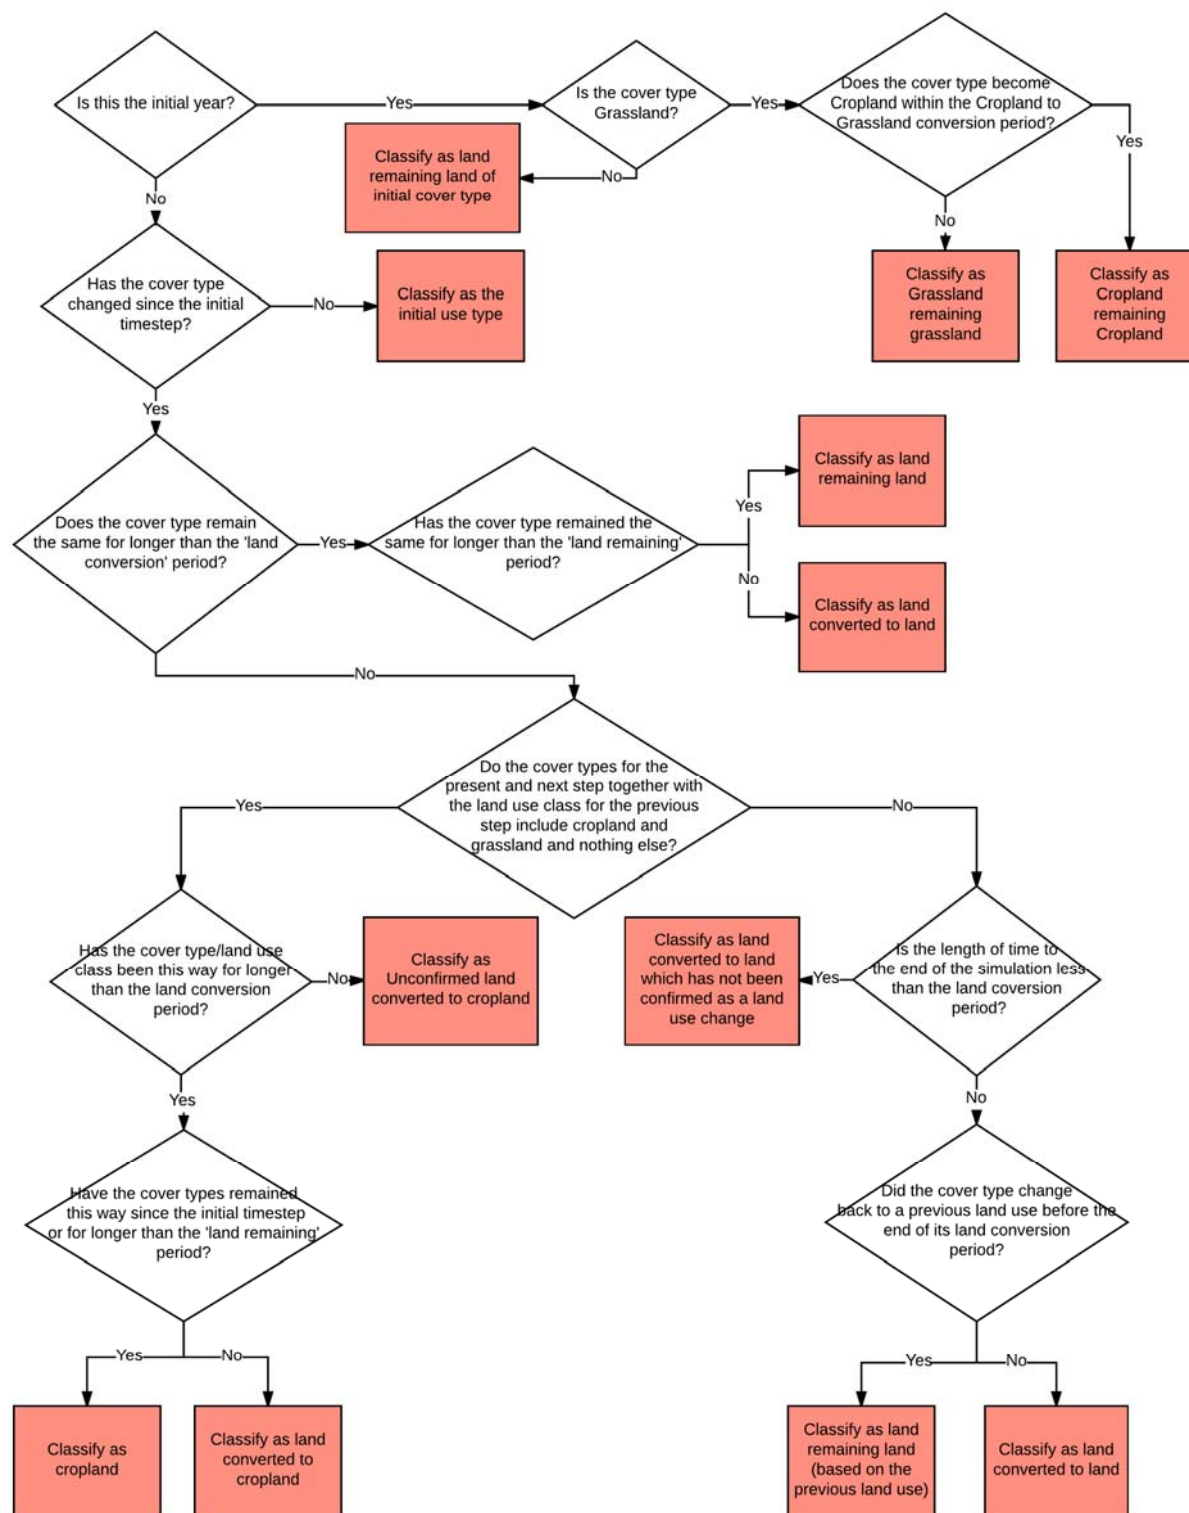 Is this the initial year?
Yes
Is the cover type
Grassland?
Yes
Does the cover type become
Cropland within the Cropland to
Grassland conversion period?
Yes
No
Classify as land
remaining land of
initial cover type
No
No
Has the cover type
changed since the initial
timestep?
No
Classify as the
initial use type
Classify as
Grassland
remaining
grassland
Classify as
Cropland
remaining
Cropland
Yes
Does the cover type remain
the same for longer than the 'land
conversion' period?
Yes
Has the cover type remained the
same for longer than the 'land remaining'
period?
Yes
Classify as land
remaining land
No
Classify as land
converted to land
No
Do the cover types for the
present and next step together with
the land use class for the previous
step include cropland and
grassland and nothing else?
Yes
No
Has the cover type/land use
class been this way for longer
than the land conversion
period?
No
Classify as
Unconfirmed land
converted to cropland
Classify as land
converted to land
which has not been
confirmed as a land
use change
Yes
Is the length of time to
the end of the simulation less
than the land coversion
period?
Yes
No
Have the cover types remained
this way since the initial timestep
or for longer than the 'land remaining'
period?
Did the cover type change
back to a previous land use before the
end of its land conversion
period?
Yes
No
Yes
No
Classify as
cropland
Classify as land
converted to
cropland
Classify as land
remaining land
(based on the
previous land use)
Classify as land
converted to land